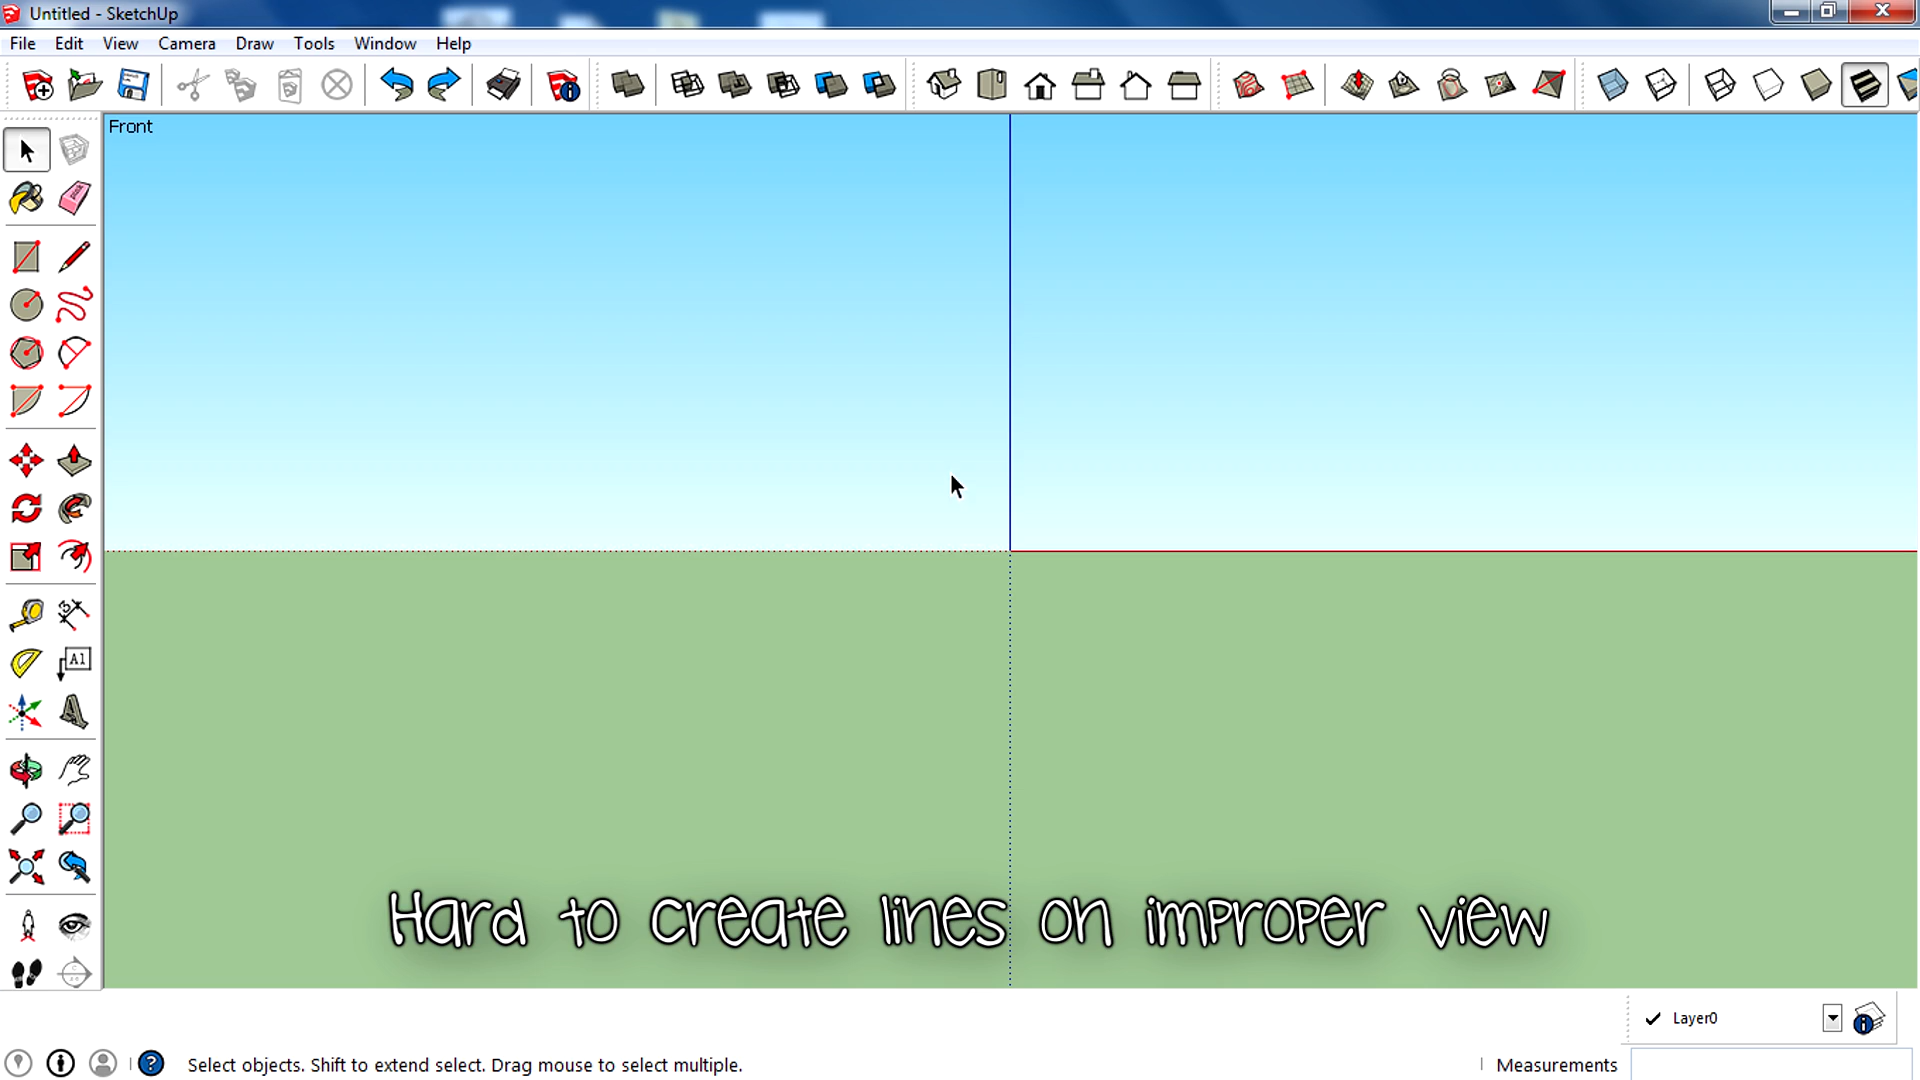 Untitled - SketchUp
File Edit View Camera Draw Tools Window Help
Front
A1
Hard to create lines on improper view
Layer0
Select objects. Shift to extend select. Drag mouse to select multiple.
Measurements